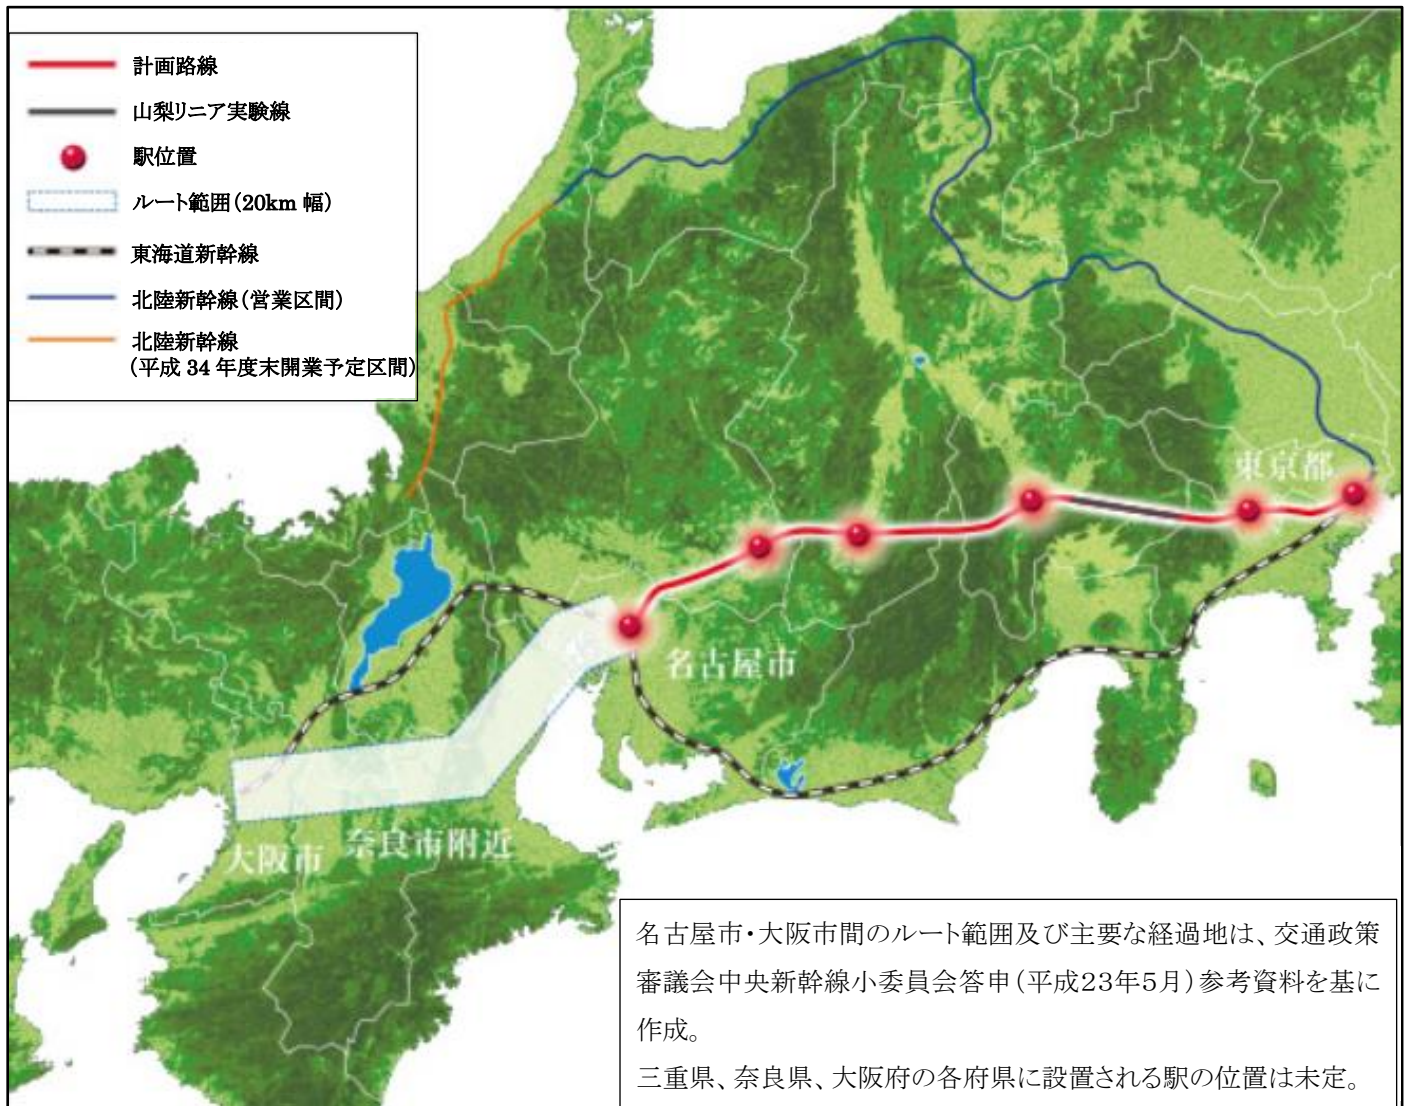 計画路線
山梨リニア実験線
駅位置
ルート範囲(20km 幅)
東海道新幹線
北陸新幹線(営業区間)
北陸新幹線
(平成 34 年度末開業予定区間)
東京都
名古屋市
奈良市附近
大阪市
名古屋市・大阪市間のルート範囲及び主要な経過地は、交通政策
審議会中央新幹線小委員会答申(平成23年5月)参考資料を基に
作成。
三重県、奈良県、大阪府の各府県に設置される駅の位置は未定。